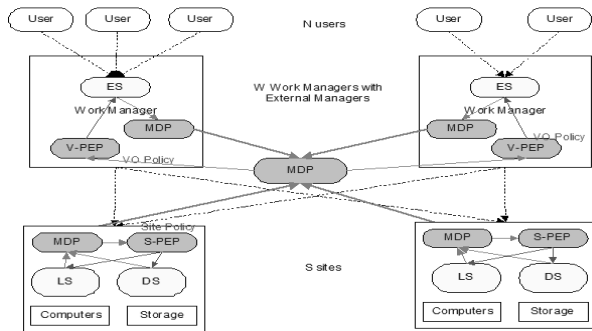 User User User N users User User
ES W Work Managers with ES
External Managers
Work Manager Work Manager
MDP MDP
V-PEP VO Policy V-PEP
VO Policy MDP
Site Policy
MDP S-PEP MDP S-PEP
S sites
LS DS LS DS
Computers Storage Computers Storage